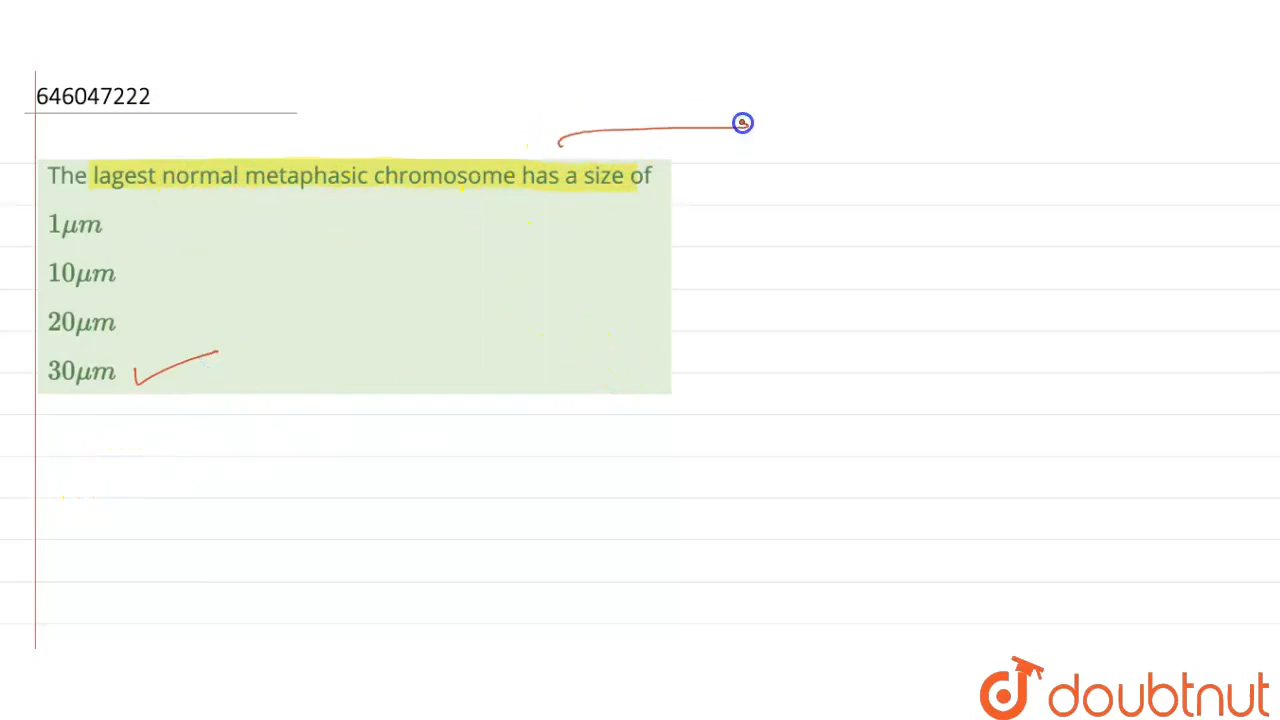 646047222
The lagest normal metaphasic chromosome has a size of
1μm
10μm
20μm
30μm
doubtnut